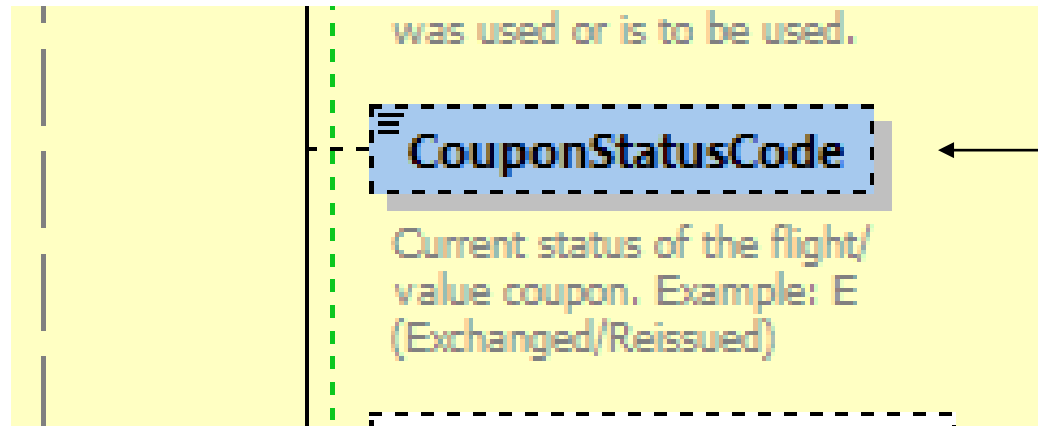 was used or is to be used.
CouponStatusCode
Current status of the flight/
value coupon. Example: E
(Exchanged/Reissued)